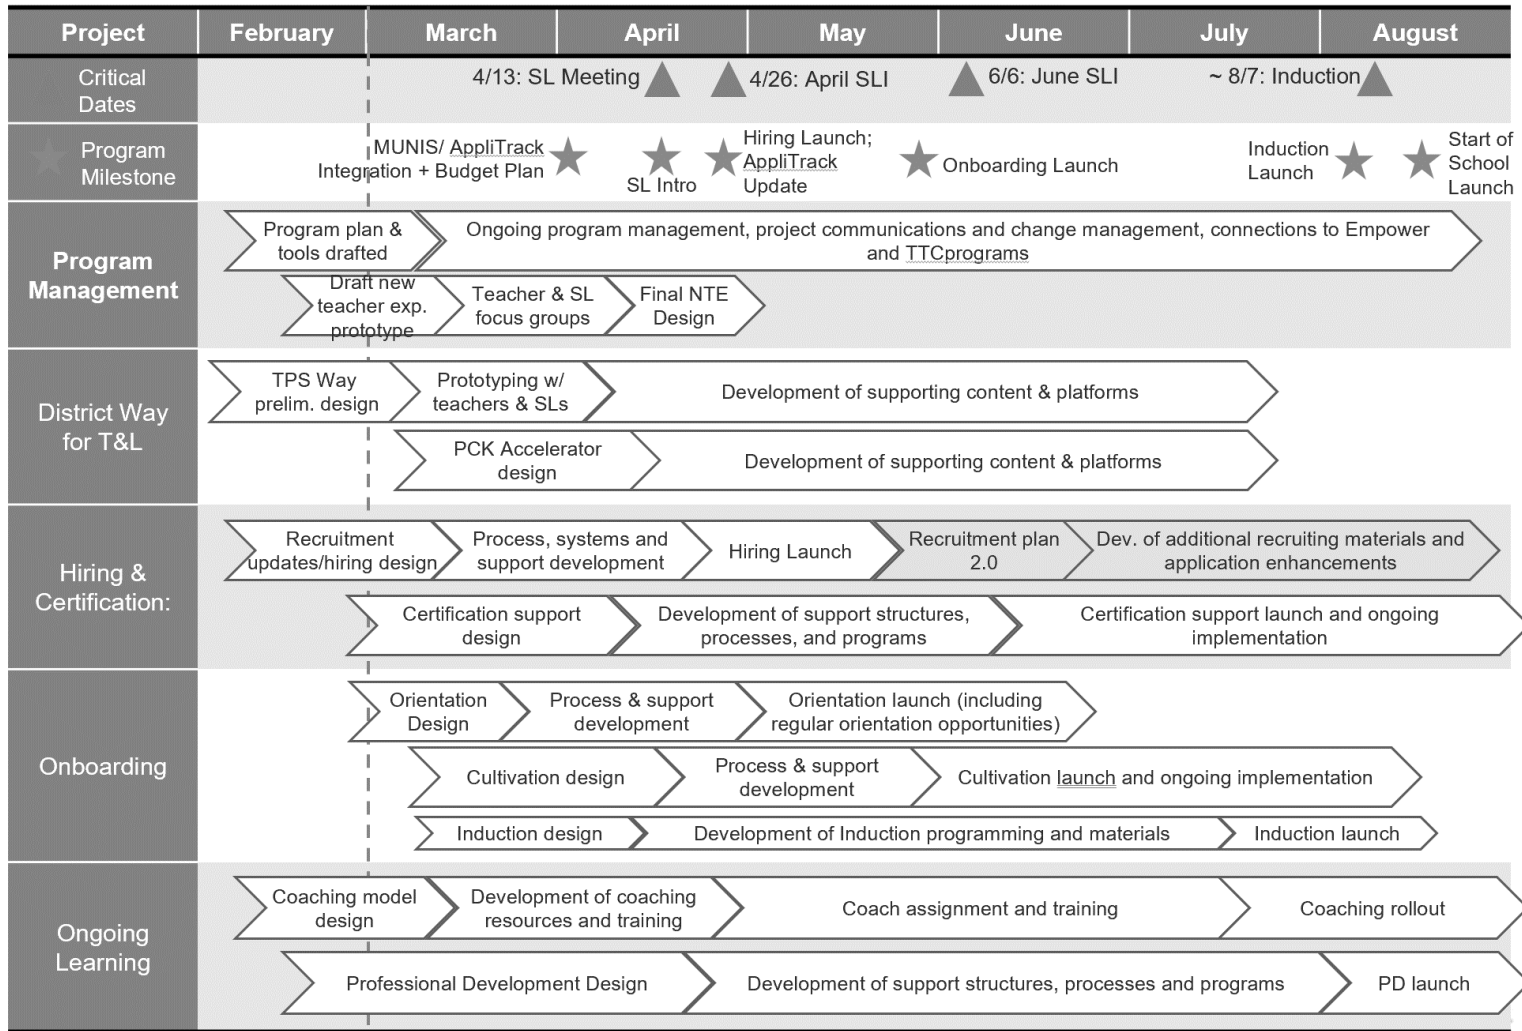 Project February March April May June July August
Critical
Dates
4/13: SL Meeting
4/26: April SLI
6/6: June SLI
~ 8/7: Induction
Program
Milestone
MUNIS/ AppliTrack
Integration + Budget Plan
SL Intro
Hiring Launch;
AppliTrack
Update
Onboarding Launch
Induction
Launch
Start of
School
Launch
Program
Management
Program plan &
tools drafted
Ongoing program management, project communications and change management, connections to Empower
and TTCprograms
Draft new
teacher exp.
prototype
Teacher & SL
focus groups
Final NTE
Design
District Way
for T&L
TPS Way
prelim. design
Prototyping w/
teachers & SLs
Development of supporting content & platforms
PCK Accelerator
design
Development of supporting content & platforms
Hiring &
Certification:
Recruitment
updates/hiring design
Process, systems and
support development
Hiring Launch
Recruitment plan
2.0
Dev. of additional recruiting materials and
application enhancements
Certification support
design
Development of support structures,
processes, and programs
Certification support launch and ongoing
implementation
Onboarding
Orientation
Design
Process & support
development
Orientation launch (including
regular orientation opportunities)
Cultivation design
Process & support
development
Cultivation launch and ongoing implementation
Induction design
Development of Induction programming and materials
Induction launch
Ongoing
Learning
Coaching model
design
Development of coaching
resources and training
Coach assignment and training
Coaching rollout
Professional Development Design
Development of support structures, processes and programs
PD launch